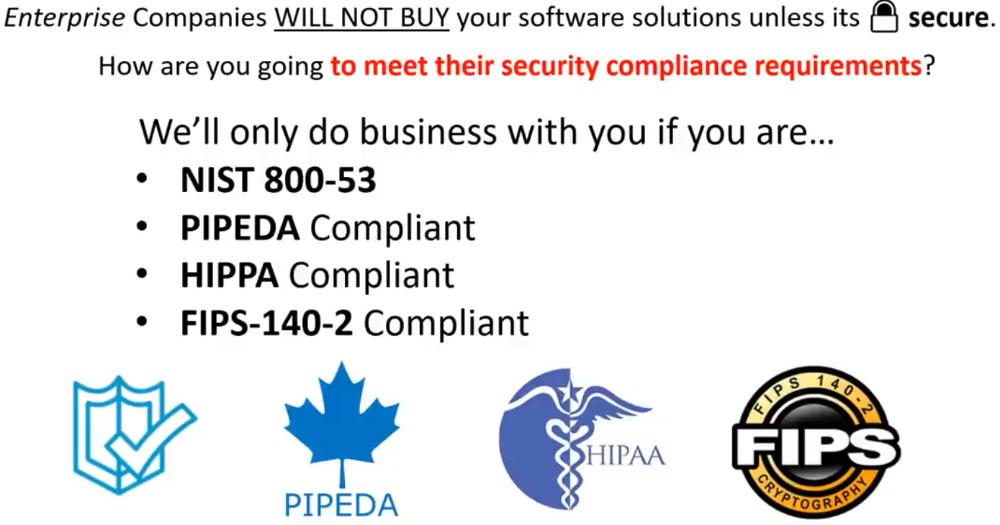 Enterprise Companies WILL NOT BUY your software solutions unless its secure.
How are you going to meet their security compliance requirements?
We'll only do business with you if you are...
• NIST 800-53
• PIPEDA Compliant
• HIPPA Compliant
• FIPS-140-2 Compliant
PIPEDA
HIPAA
FIPS 140-2
FIPS
CRYPTOGRAPHY